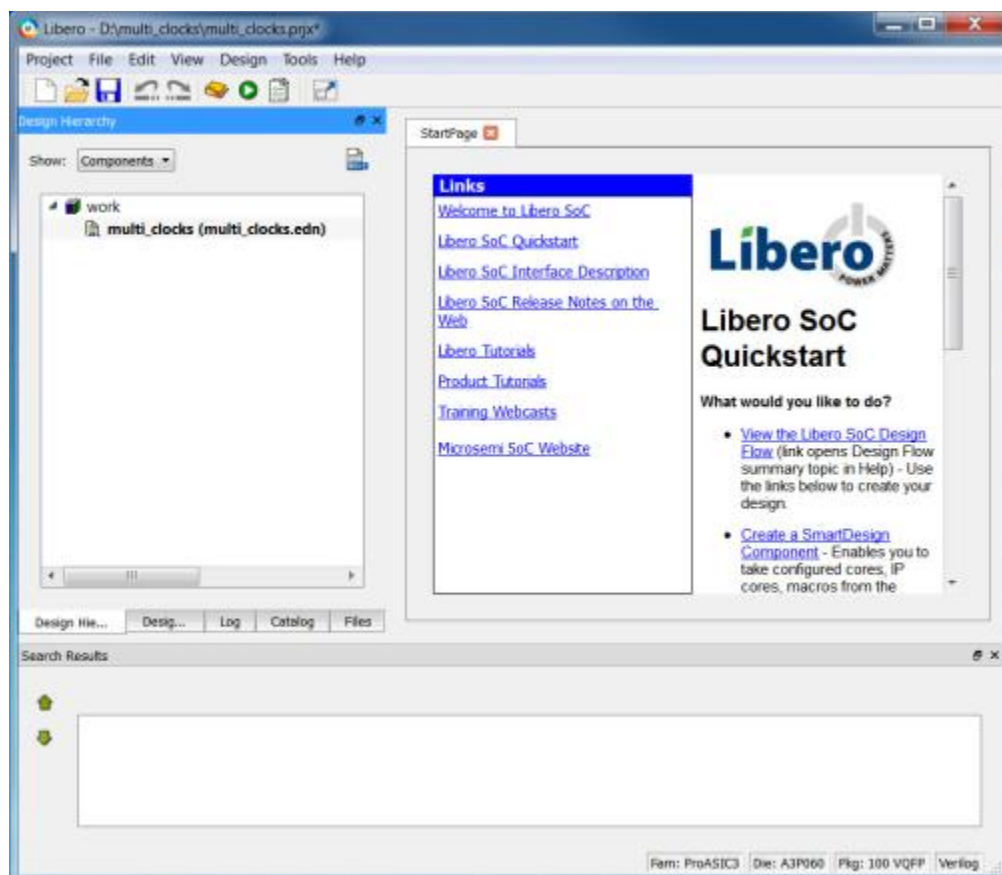 Libero - D:\multi_clocks\multi_clocks.prjx*
Project File Edit View Design Tools Help
Design Hierarchy
StartPage
Show: Components
work
multi_clocks (multi_clocks.edn)
Links
Welcome to Libero SoC
Libero SoC Quickstart
Libero SoC Interface Description
Libero SoC Release Notes on the
Web
Libero Tutorials
Product Tutorials
Training Webcasts
Microsemi SoC Website
Libero
POWER MATTERS
Libero SoC
Quickstart
What would you like to do?
• View the Libero SoC Design
Flow (link opens Design Flow
summary topic in Help) - Use
the links below to create your
design.
• Create a SmartDesign
Component - Enables you to
take configured cores, IP
cores, macros from the
Design Hie... Desig... Log Catalog Files
Search Results
Fam: ProASIC3 Die: A3P060 Pkg: 100 VQFP Verilog